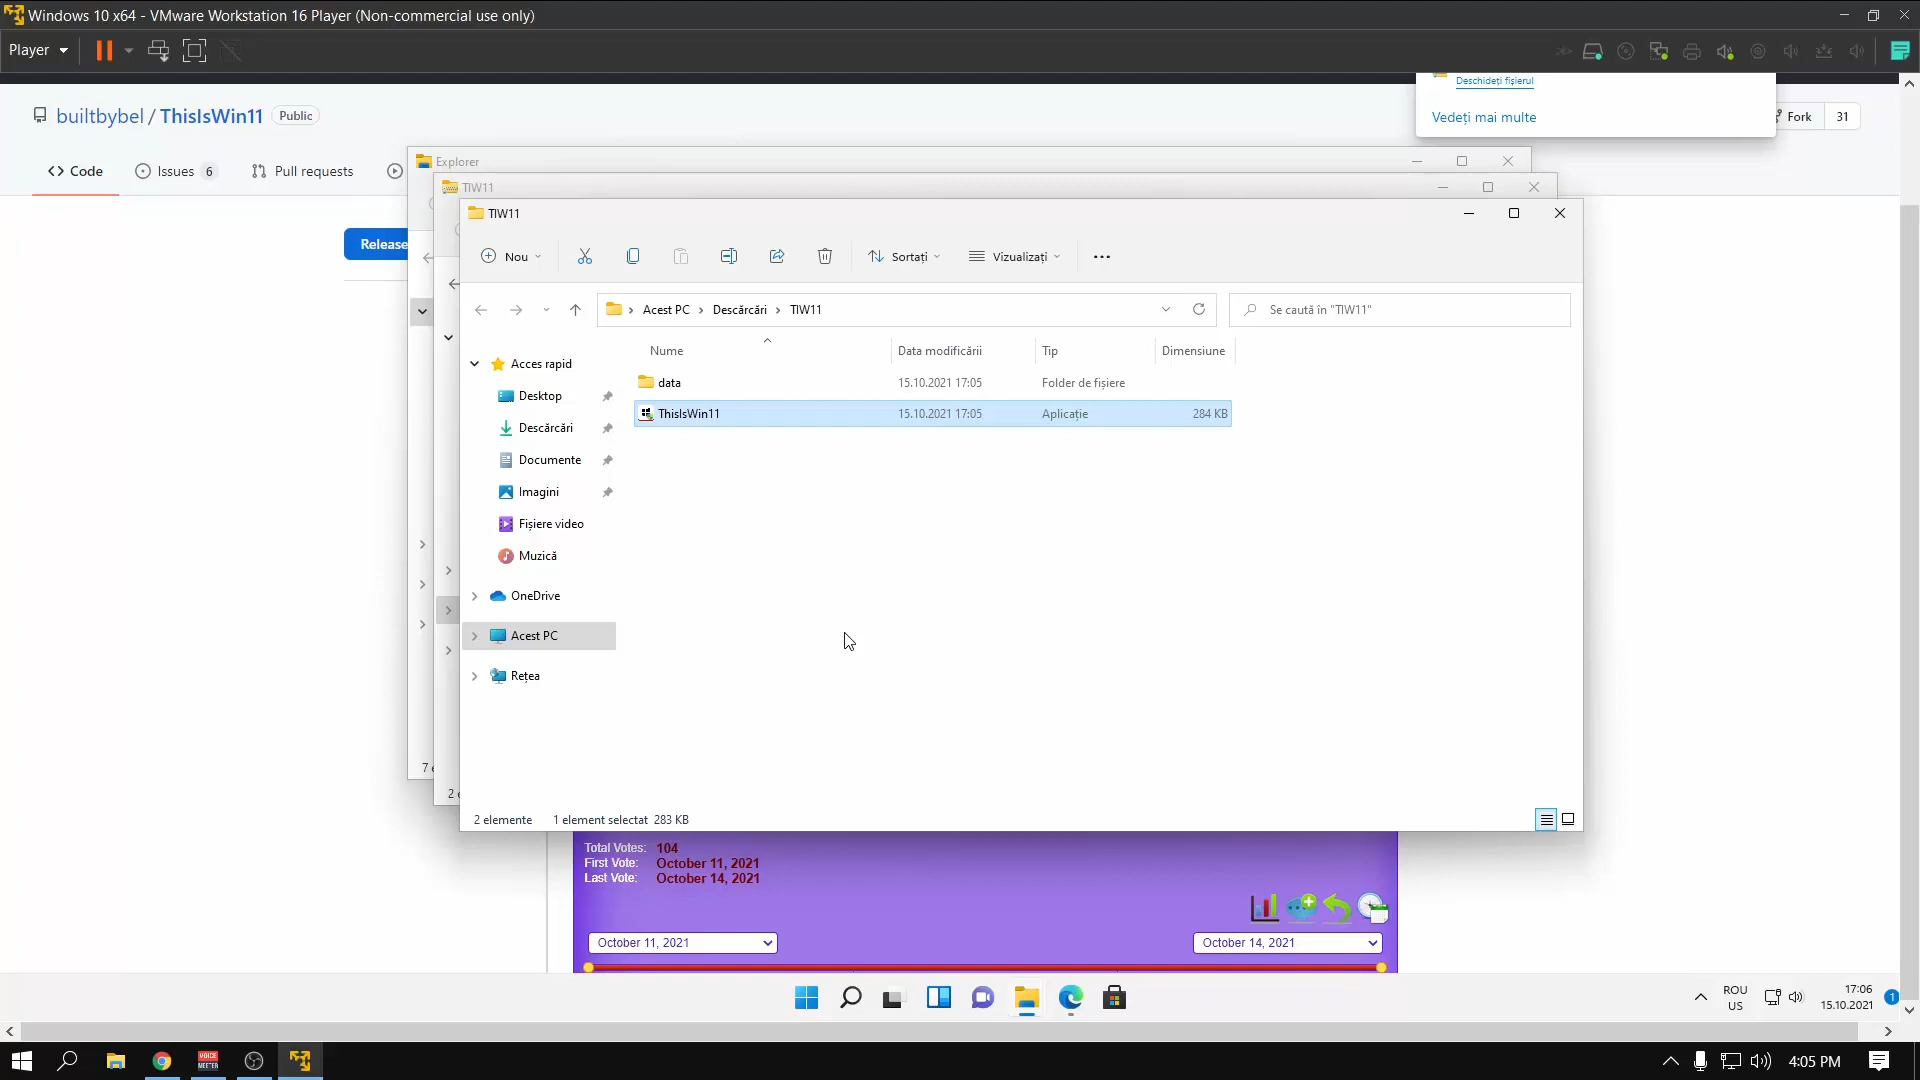 Windows 10 x64 - VMware Workstation 16 Player (Non-commercial use only)
Player
builtbybel / ThisIsWin11 Public
Deschideți fișierul
Vedeți mai multe
Fork 31
Code
Issues 6
Pull requests
Release
Explorer
TIW11
TIW11
Nou
Sortați
Vizualizați
Acest PC > Descărcări > TIW11
Se caută în "TIW11"
Nume
Data modificării
Tip
Dimensiune
data
15.10.2021 17:05
Folder de fișiere
ThisIsWin11
15.10.2021 17:05
Aplicație
284 KB
Acces rapid
Desktop
Descărcări
Documente
Imagini
Fișiere video
Muzică
OneDrive
Acest PC
Rețea
7
2
2 elemente
1 element selectat 283 KB
Total Votes: 104
First Vote: October 11, 2021
Last Vote: October 14, 2021
October 11, 2021
October 14, 2021
ROU
US
17:06
15.10.2021
1
VOICE
MEETER
4:05 PM